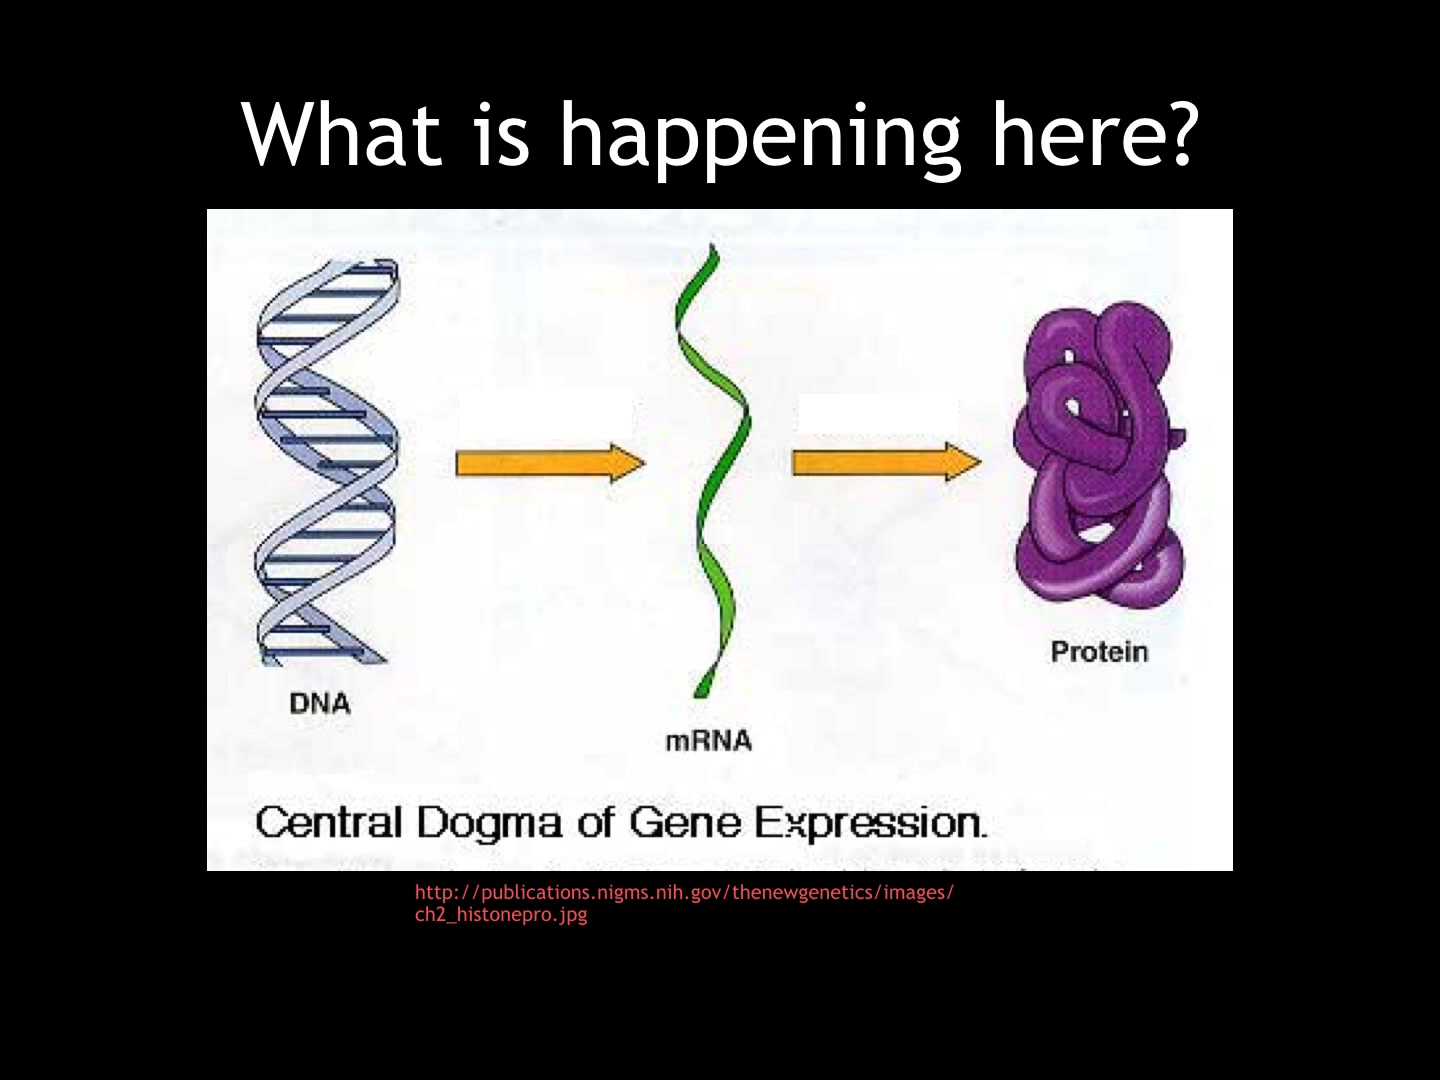 What is happening here?
DNA
mRNA
Protein
Central Dogma of Gene Expression.
http://publications.nigms.nih.gov/thenewgenetics/images/
ch2_histonepro.jpg